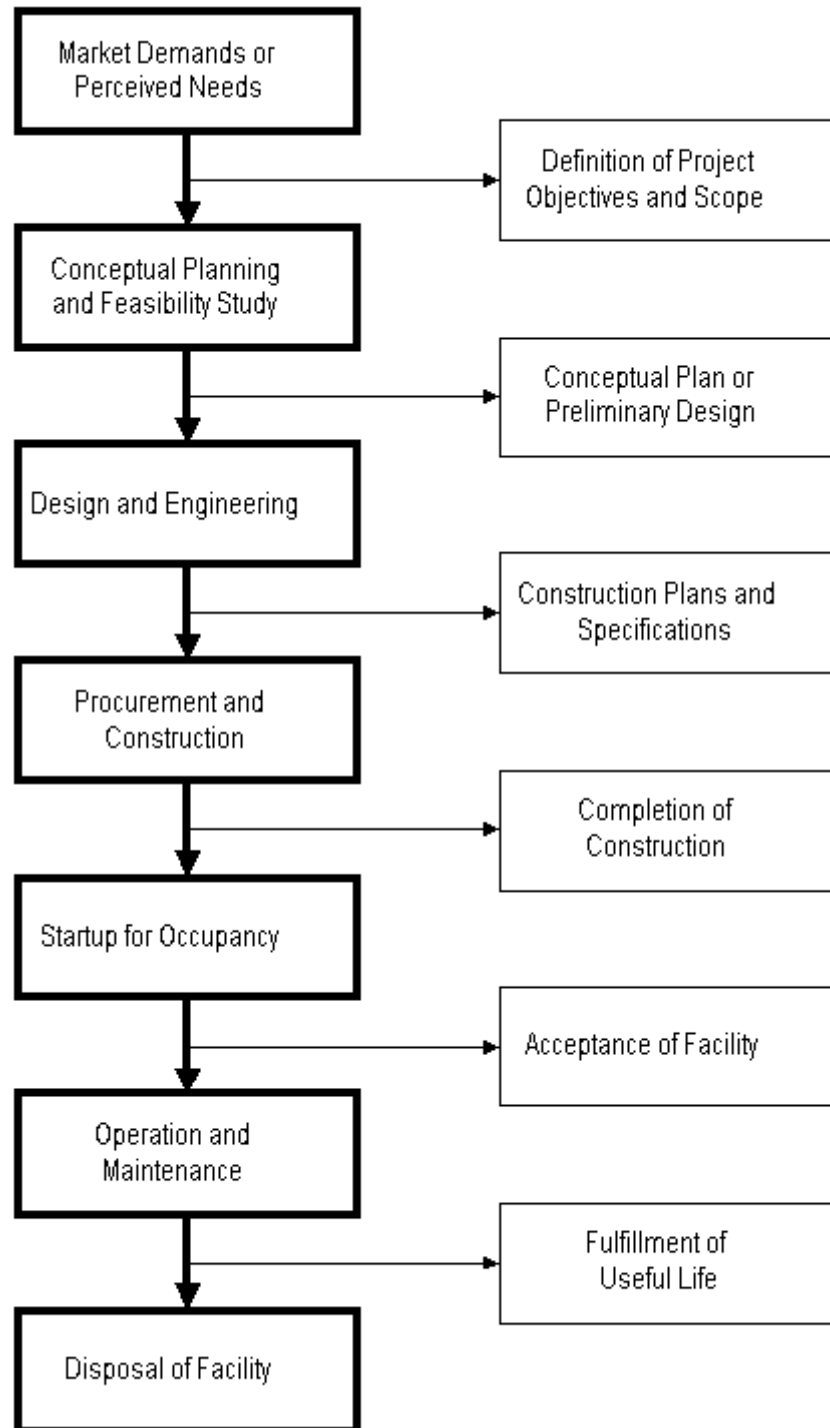 Market Demands or
Perceived Needs
Definition of Project
Objectives and Scope
Conceptual Planning
and Feasibility Study
Conceptual Plan or
Preliminary Design
Design and Engineering
Construction Plans and
Specifications
Procurement and
Construction
Completion of
Construction
Startup for Occupancy
Acceptance of Facility
Operation and
Maintenance
Fulfillment of
Useful Life
Disposal of Facility